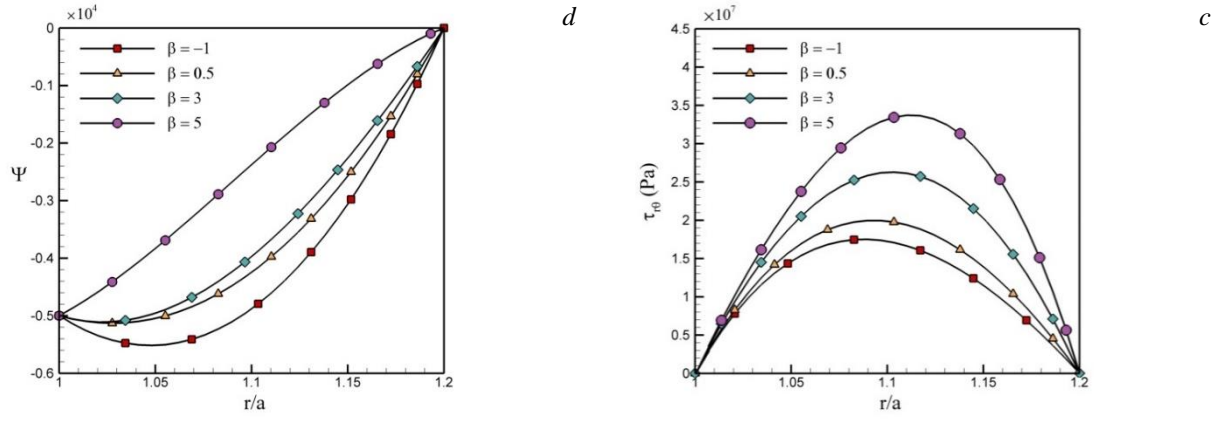 ×10⁴
d
0
-0.1
-0.2
-0.3
-0.4
-0.5
-0.6
Ψ
β = −1
β = 0.5
β = 3
β = 5
1
1.05
1.1
1.15
1.2
r/a
×10⁷
c
4.5
4
3.5
3
2.5
2
1.5
1
0.5
0
τrθ (Pa)
β = −1
β = 0.5
β = 3
β = 5
1
1.05
1.1
1.15
1.2
r/a